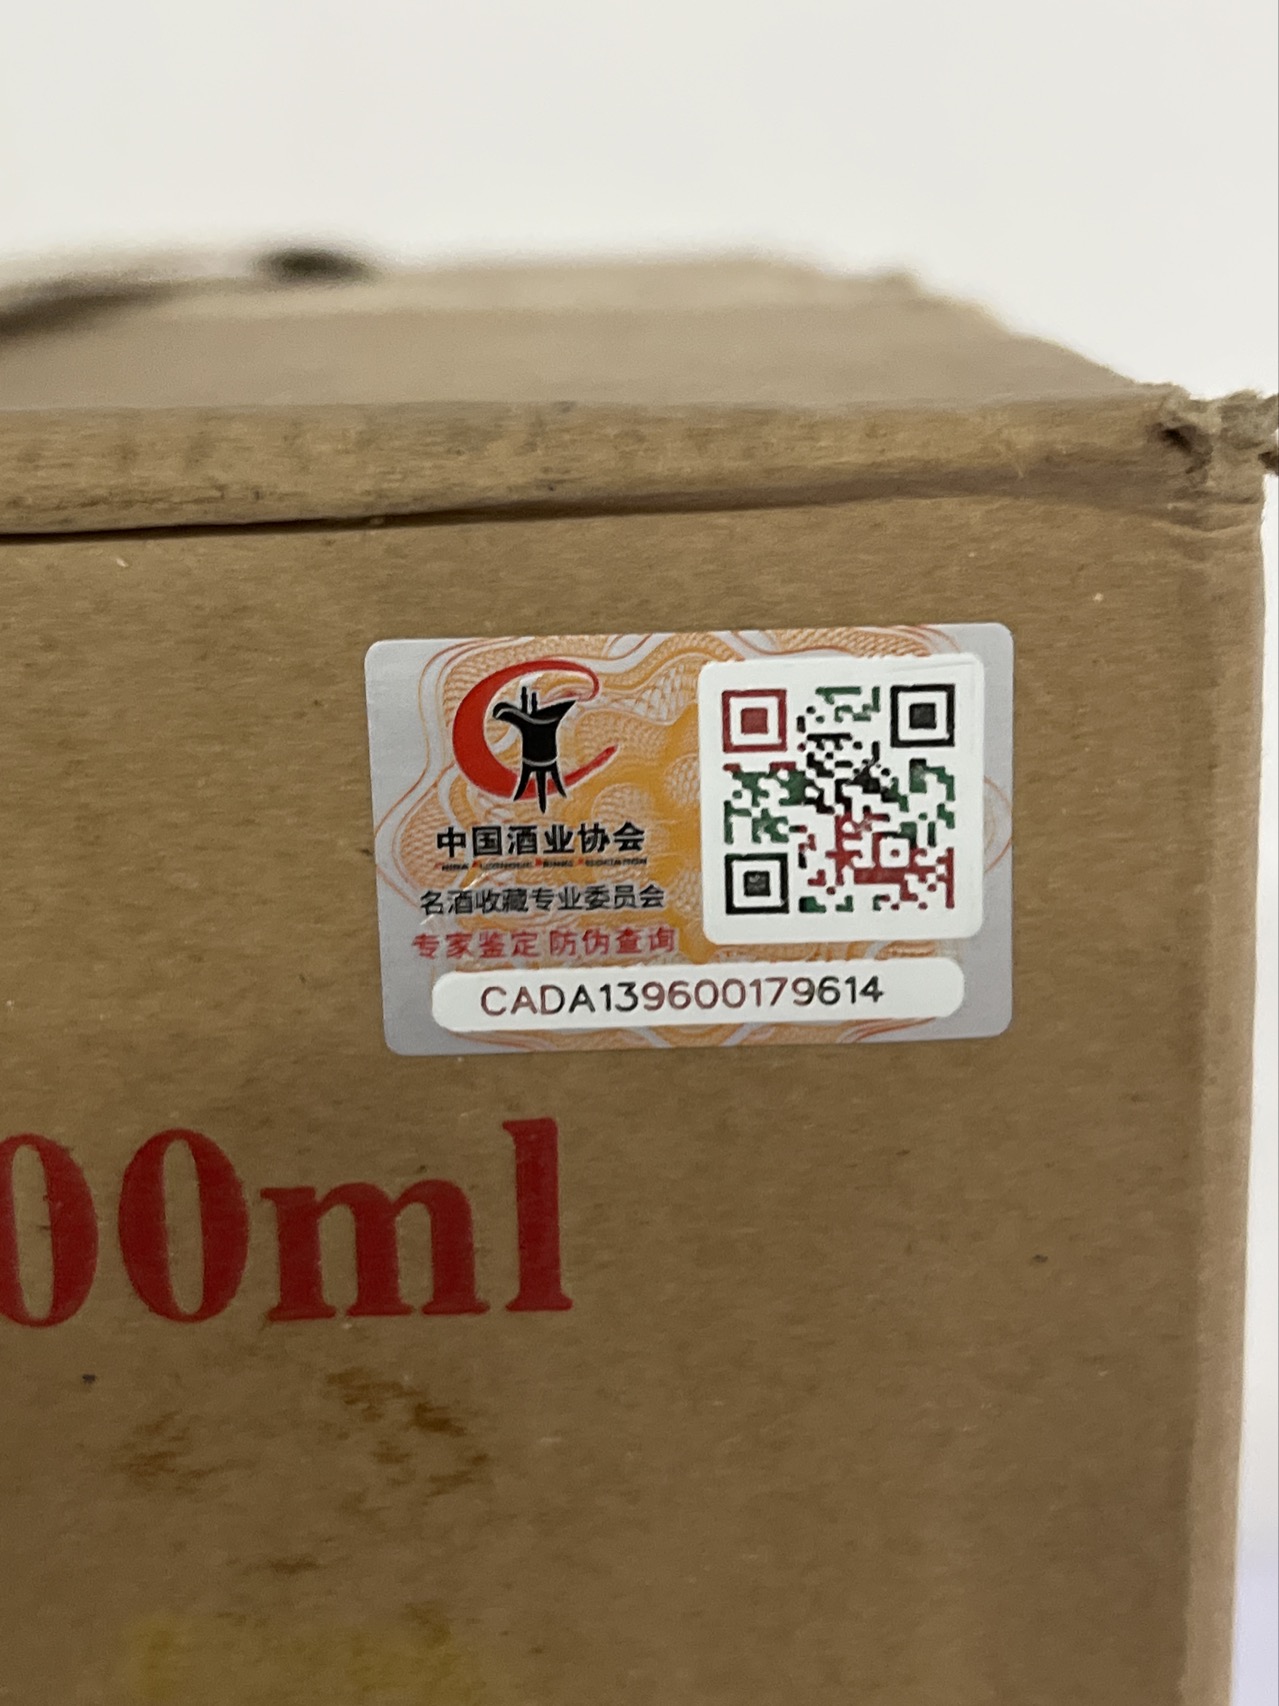 中国酒业协会
名酒收藏专业委员会
专家鉴定 防伪查询
CADA139600179614
00ml